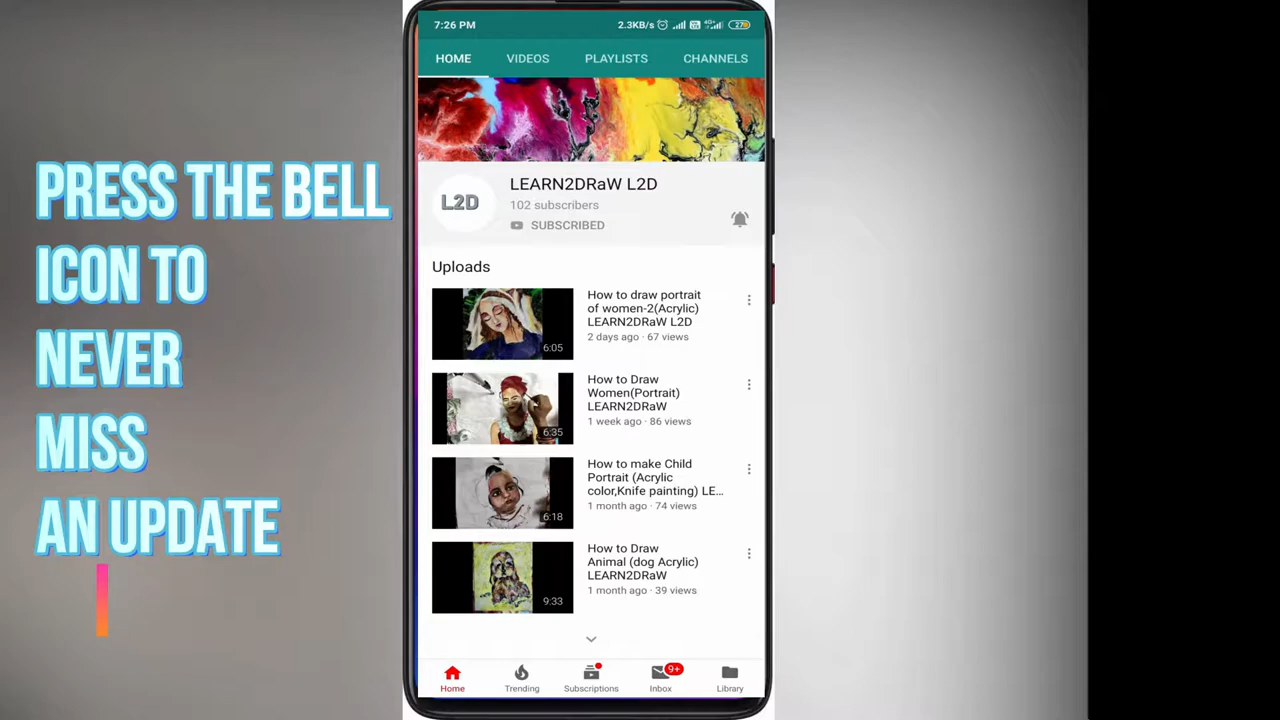 PRESS THE BELL
ICON TO
NEVER
MISS
AN UPDATE
7:26 PM
2.3KB/s
4G+
27
HOME VIDEOS PLAYLISTS CHANNELS
L2D
LEARN2DRaW L2D
102 subscribers
SUBSCRIBED
Uploads
How to draw portrait
of women-2(Acrylic)
LEARN2DRaW L2D
2 days ago · 67 views
6:05
How to Draw
Women(Portrait)
LEARN2DRaW
1 week ago · 86 views
6:35
How to make Child
Portrait (Acrylic
color,Knife painting) LE...
1 month ago · 74 views
6:18
How to Draw
Animal (dog Acrylic)
LEARN2DRaW
1 month ago · 39 views
9:33
9+
Home Trending Subscriptions Inbox Library